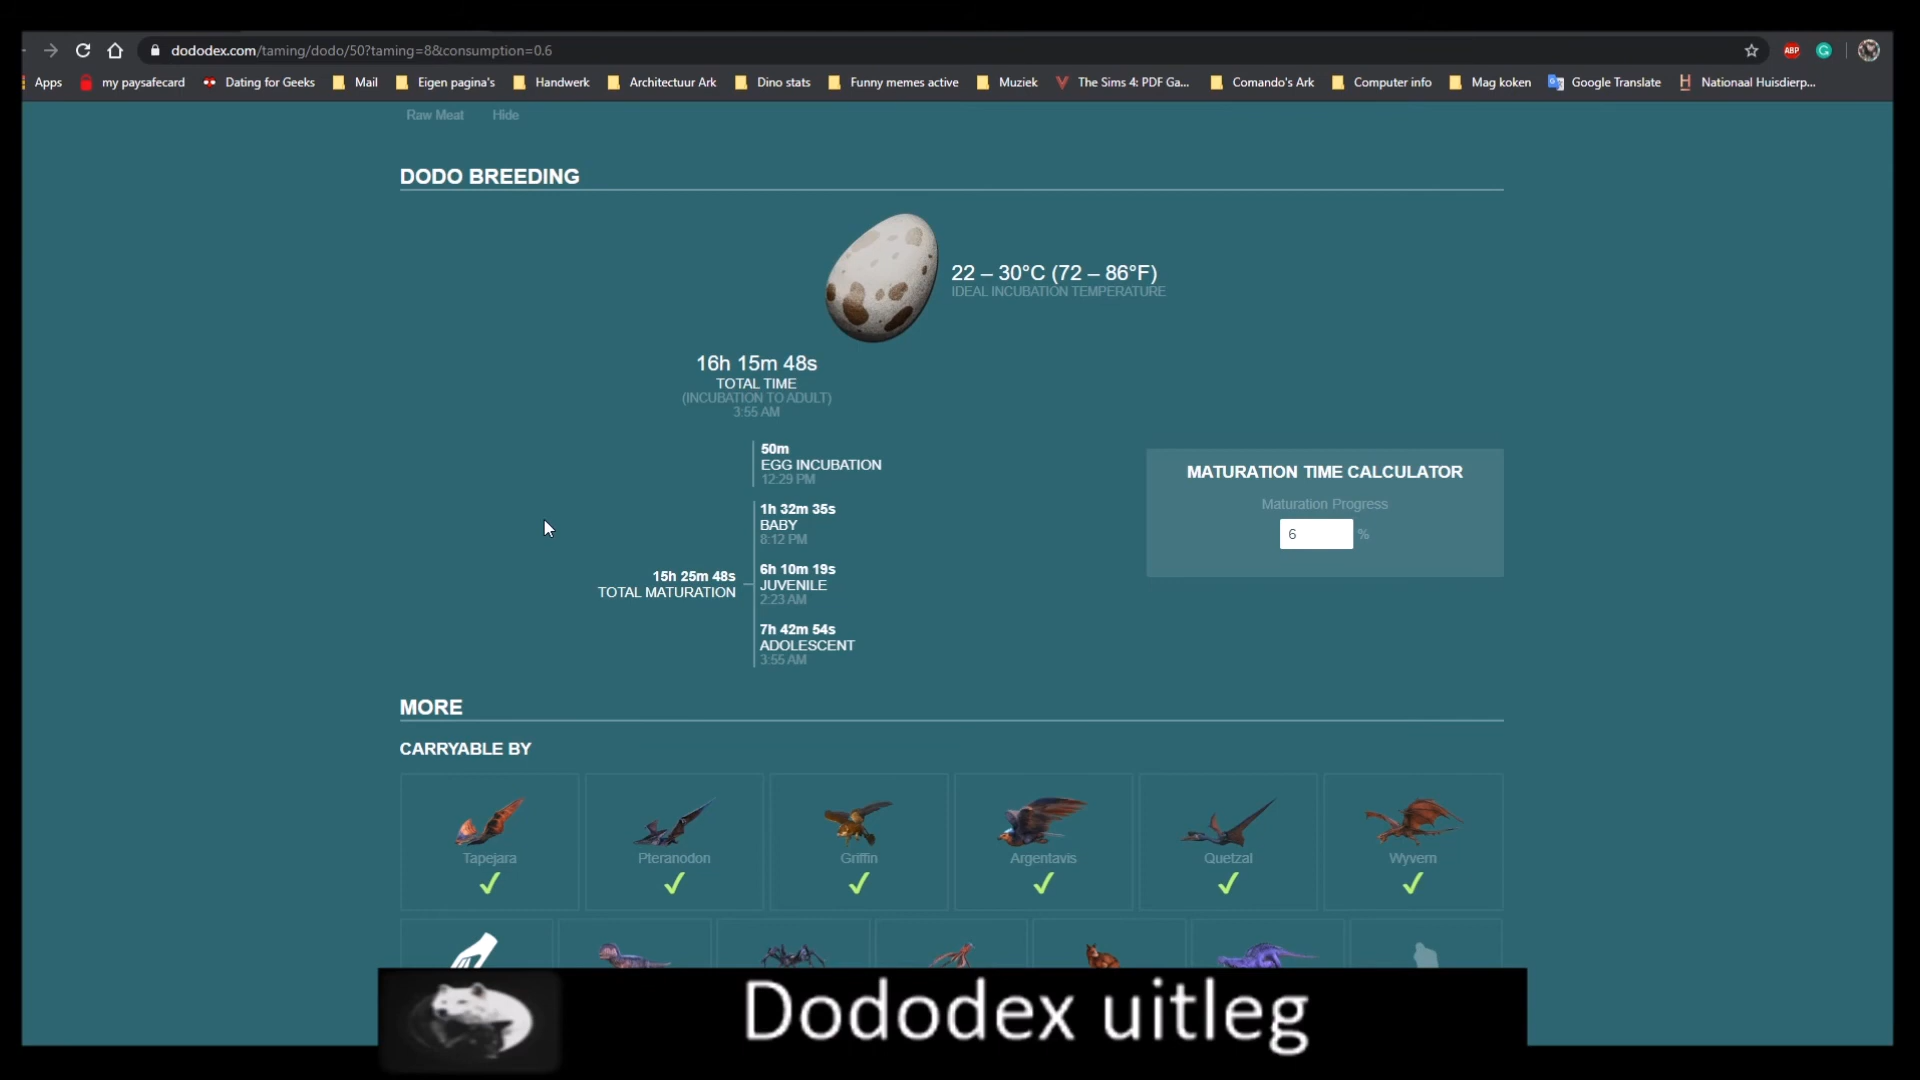 dododex.com/taming/dodo/50?taming=8&consumption=0.6
ABP
Apps my paysafecard Dating for Geeks Mail Eigen pagina's Handwerk Architectuur Ark Dino stats Funny memes active Muziek The Sims 4: PDF Ga... Comando's Ark Computer info Mag koken Google Translate Nationaal Huisdierp...
Raw Meat Hide
DODO BREEDING
22 – 30°C (72 – 86°F)
IDEAL INCUBATION TEMPERATURE
16h 15m 48s
TOTAL TIME
(INCUBATION TO ADULT)
3:55 AM
50m
EGG INCUBATION
12:29 PM
1h 32m 35s
BABY
8:12 PM
15h 25m 48s
TOTAL MATURATION
6h 10m 19s
JUVENILE
2:23 AM
7h 42m 54s
ADOLESCENT
3:55 AM
MATURATION TIME CALCULATOR
Maturation Progress
6 %
MORE
CARRYABLE BY
Tapejara Pteranodon Griffin Argentavis Quetzal Wyvern
Dododex uitleg